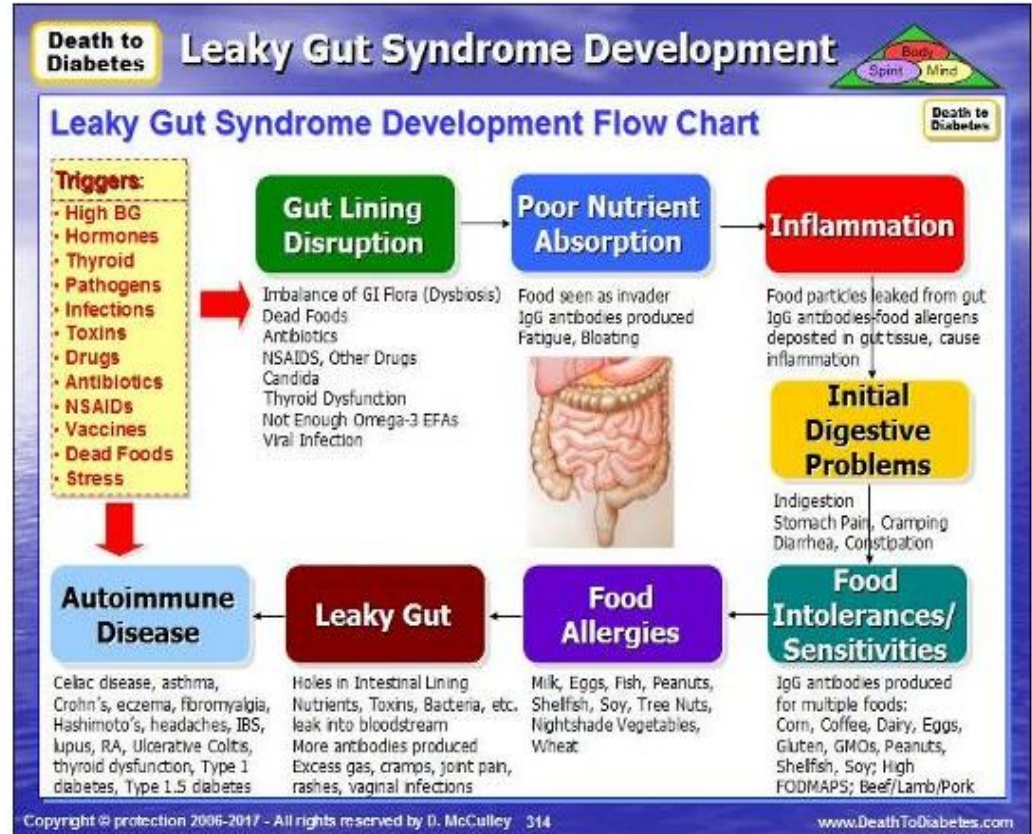 Death to
Diabetes
Leaky Gut Syndrome Development
Body
Spirit
Mind
Leaky Gut Syndrome Development Flow Chart
Death to
Diabetes
Triggers:
• High BG
• Hormones
• Thyroid
• Pathogens
• Infections
• Toxins
• Drugs
• Antibiotics
• NSAIDs
• Vaccines
• Dead Foods
• Stress
Gut Lining
Disruption
Imbalance of GI Flora (Dysbiosis)
Dead Foods
Antibiotics
NSAIDS, Other Drugs
Candida
Thyroid Dysfunction
Not Enough Omega-3 EFAs
Viral Infection
Poor Nutrient
Absorption
Food seen as invader
IgG antibodies produced
Fatigue, Bloating
Inflammation
Food particles leaked from gut
IgG antibodies-food allergens
deposited in gut tissue, cause
inflammation
Initial
Digestive
Problems
Indigestion
Stomach Pain, Cramping
Diarrhea, Constipation
Food
Intolerances/
Sensitivities
IgG antibodies produced
for multiple foods:
Corn, Coffee, Dairy, Eggs,
Gluten, GMOs, Peanuts,
Shellfish, Soy; High
FODMAPS; Beef/Lamb/Pork
Food
Allergies
Milk, Eggs, Fish, Peanuts,
Shellfish, Soy, Tree Nuts,
Nightshade Vegetables,
Wheat
Leaky Gut
Holes in Intestinal Lining
Nutrients, Toxins, Bacteria, etc.
leak into bloodstream
More antibodies produced
Excess gas, cramps, joint pain,
rashes, vaginal infections
Autoimmune
Disease
Celiac disease, asthma,
Crohn's, eczema, fibromyalgia,
Hashimoto's, headaches, IBS,
lupus, RA, Ulcerative Colitis,
thyroid dysfunction, Type 1
diabetes, Type 1.5 diabetes
Copyright © protection 2006-2017 - All rights reserved by D. McCulley 314
www.DeathToDiabetes.com